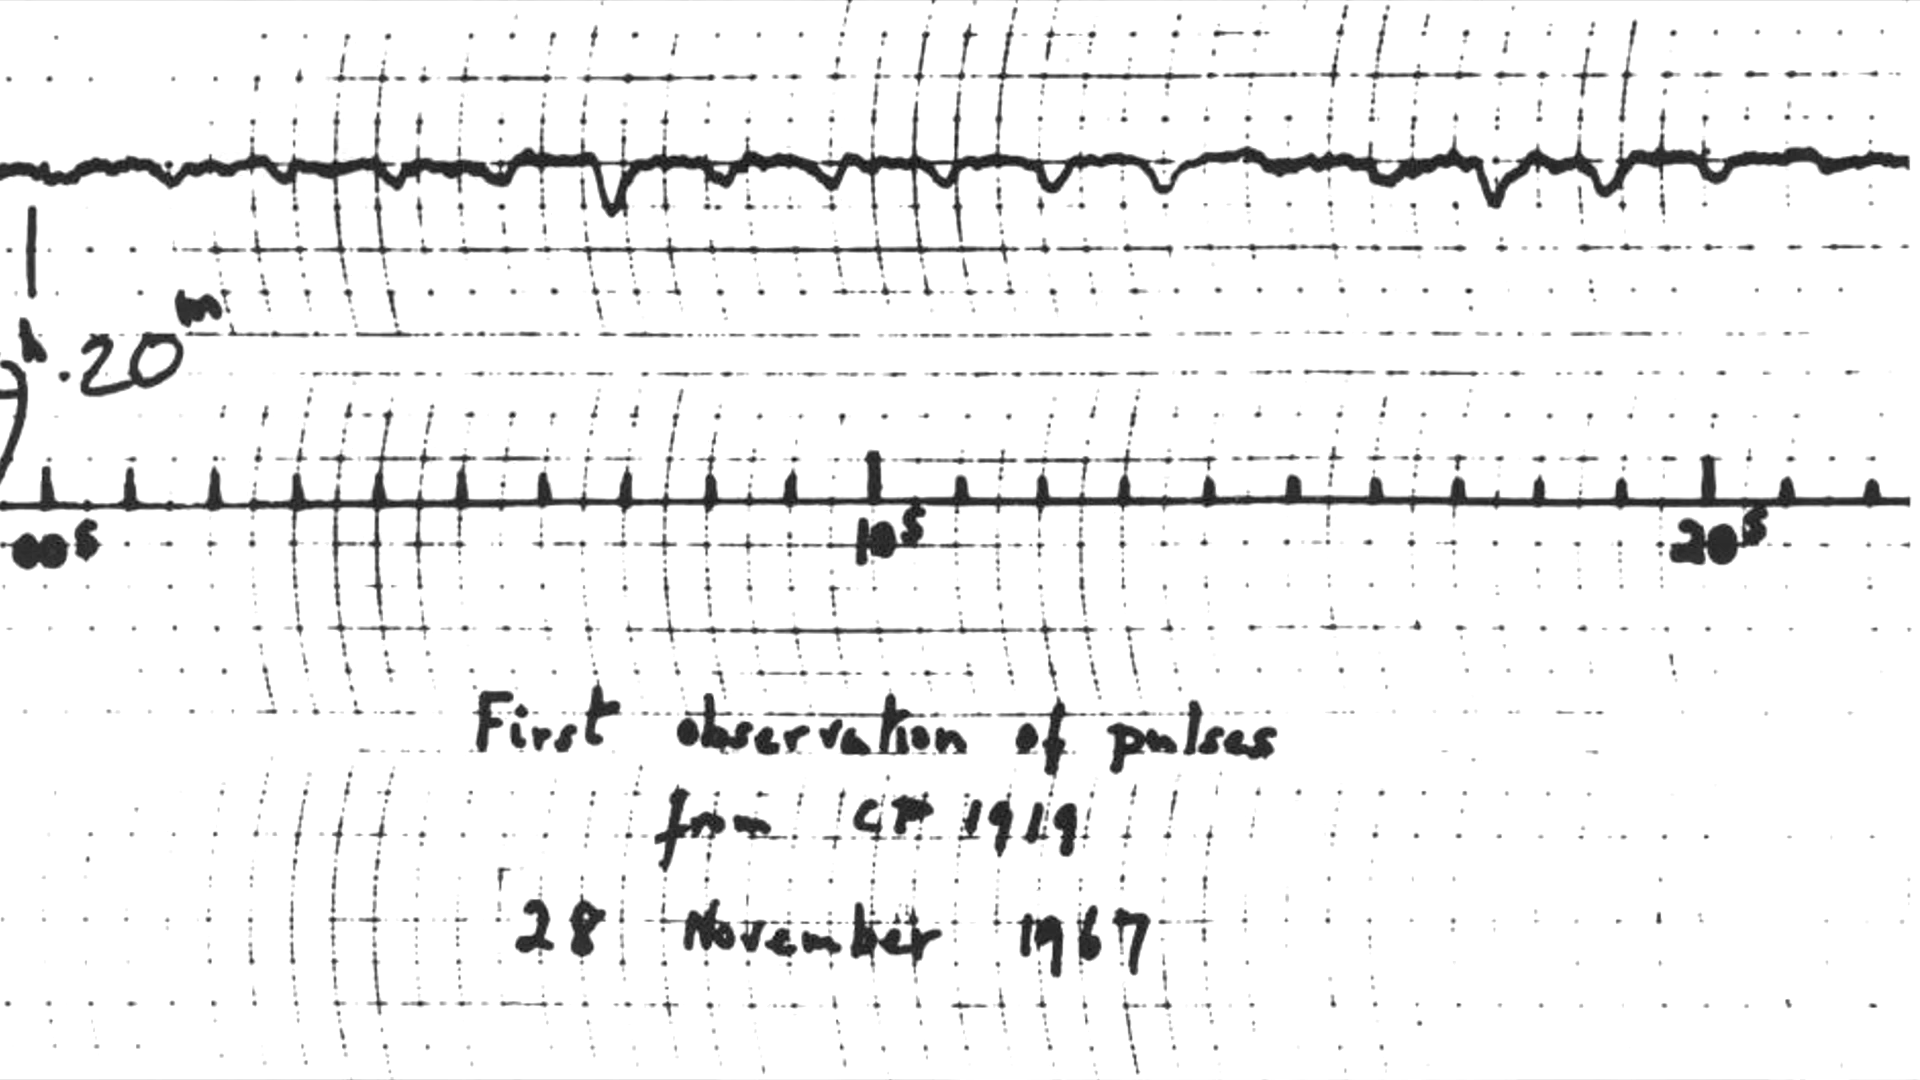 h.20m
00s 10s 20s
First observation of pulses
from CP 1919
28 November 1967